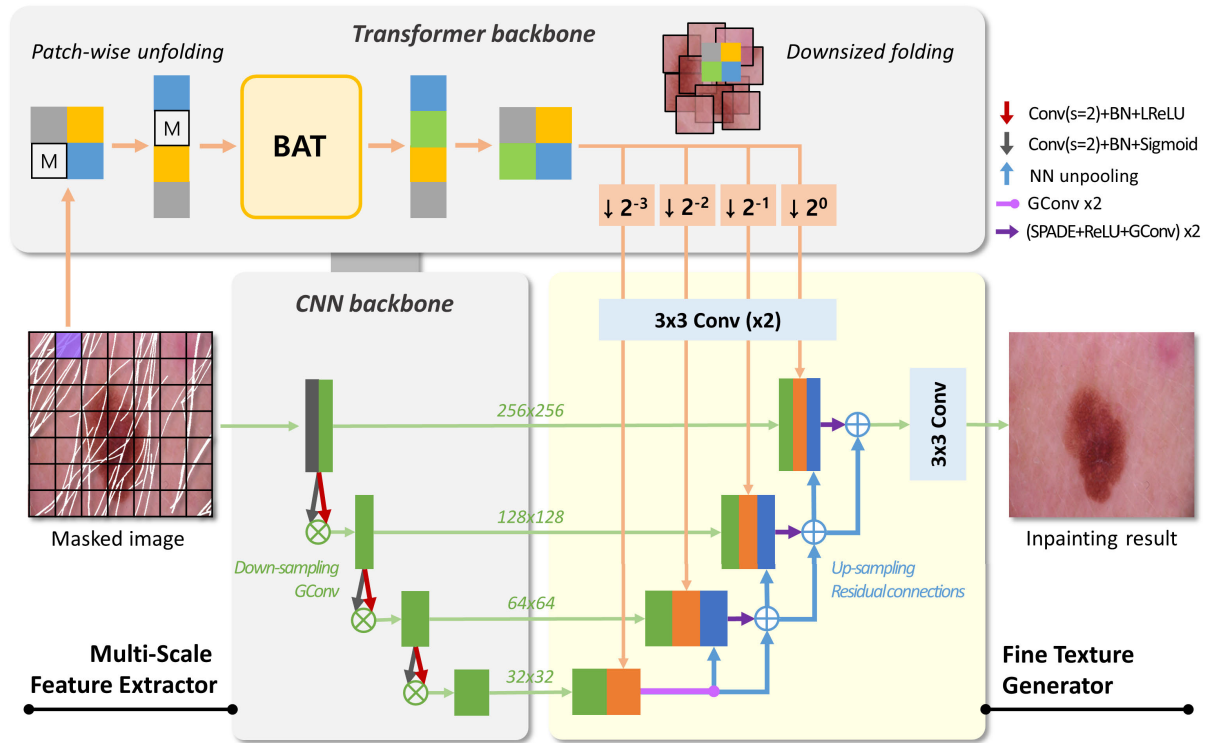 Transformer backbone
Patch-wise unfolding
Downsized folding
M
M
BAT
Conv(s=2)+BN+LReLU
Conv(s=2)+BN+Sigmoid
NN unpooling
GConv x2
(SPADE+ReLU+GConv) x2
↓ 2⁻³
↓ 2⁻²
↓ 2⁻¹
↓ 2⁰
CNN backbone
3x3 Conv (x2)
256x256
3x3 Conv
Masked image
128x128
Inpainting result
Down-sampling
GConv
Up-sampling
Residual connections
64x64
Multi-Scale
Feature Extractor
32x32
Fine Texture
Generator